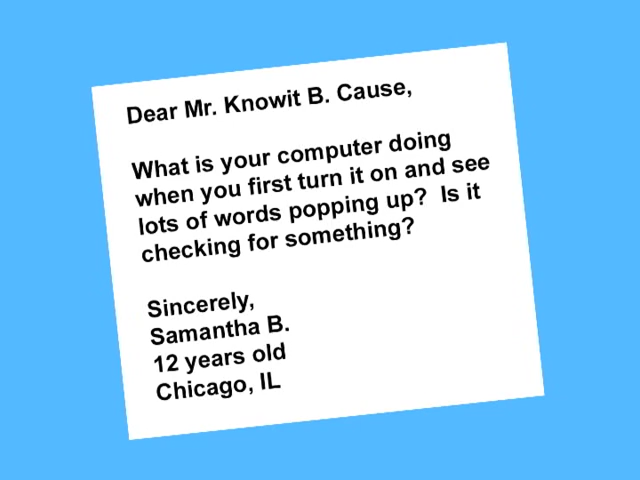 Dear Mr. Knowit B. Cause,
What is your computer doing
when you first turn it on and see
lots of words popping up?  Is it
checking for something?
Sincerely,
Samantha B.
12 years old
Chicago, IL